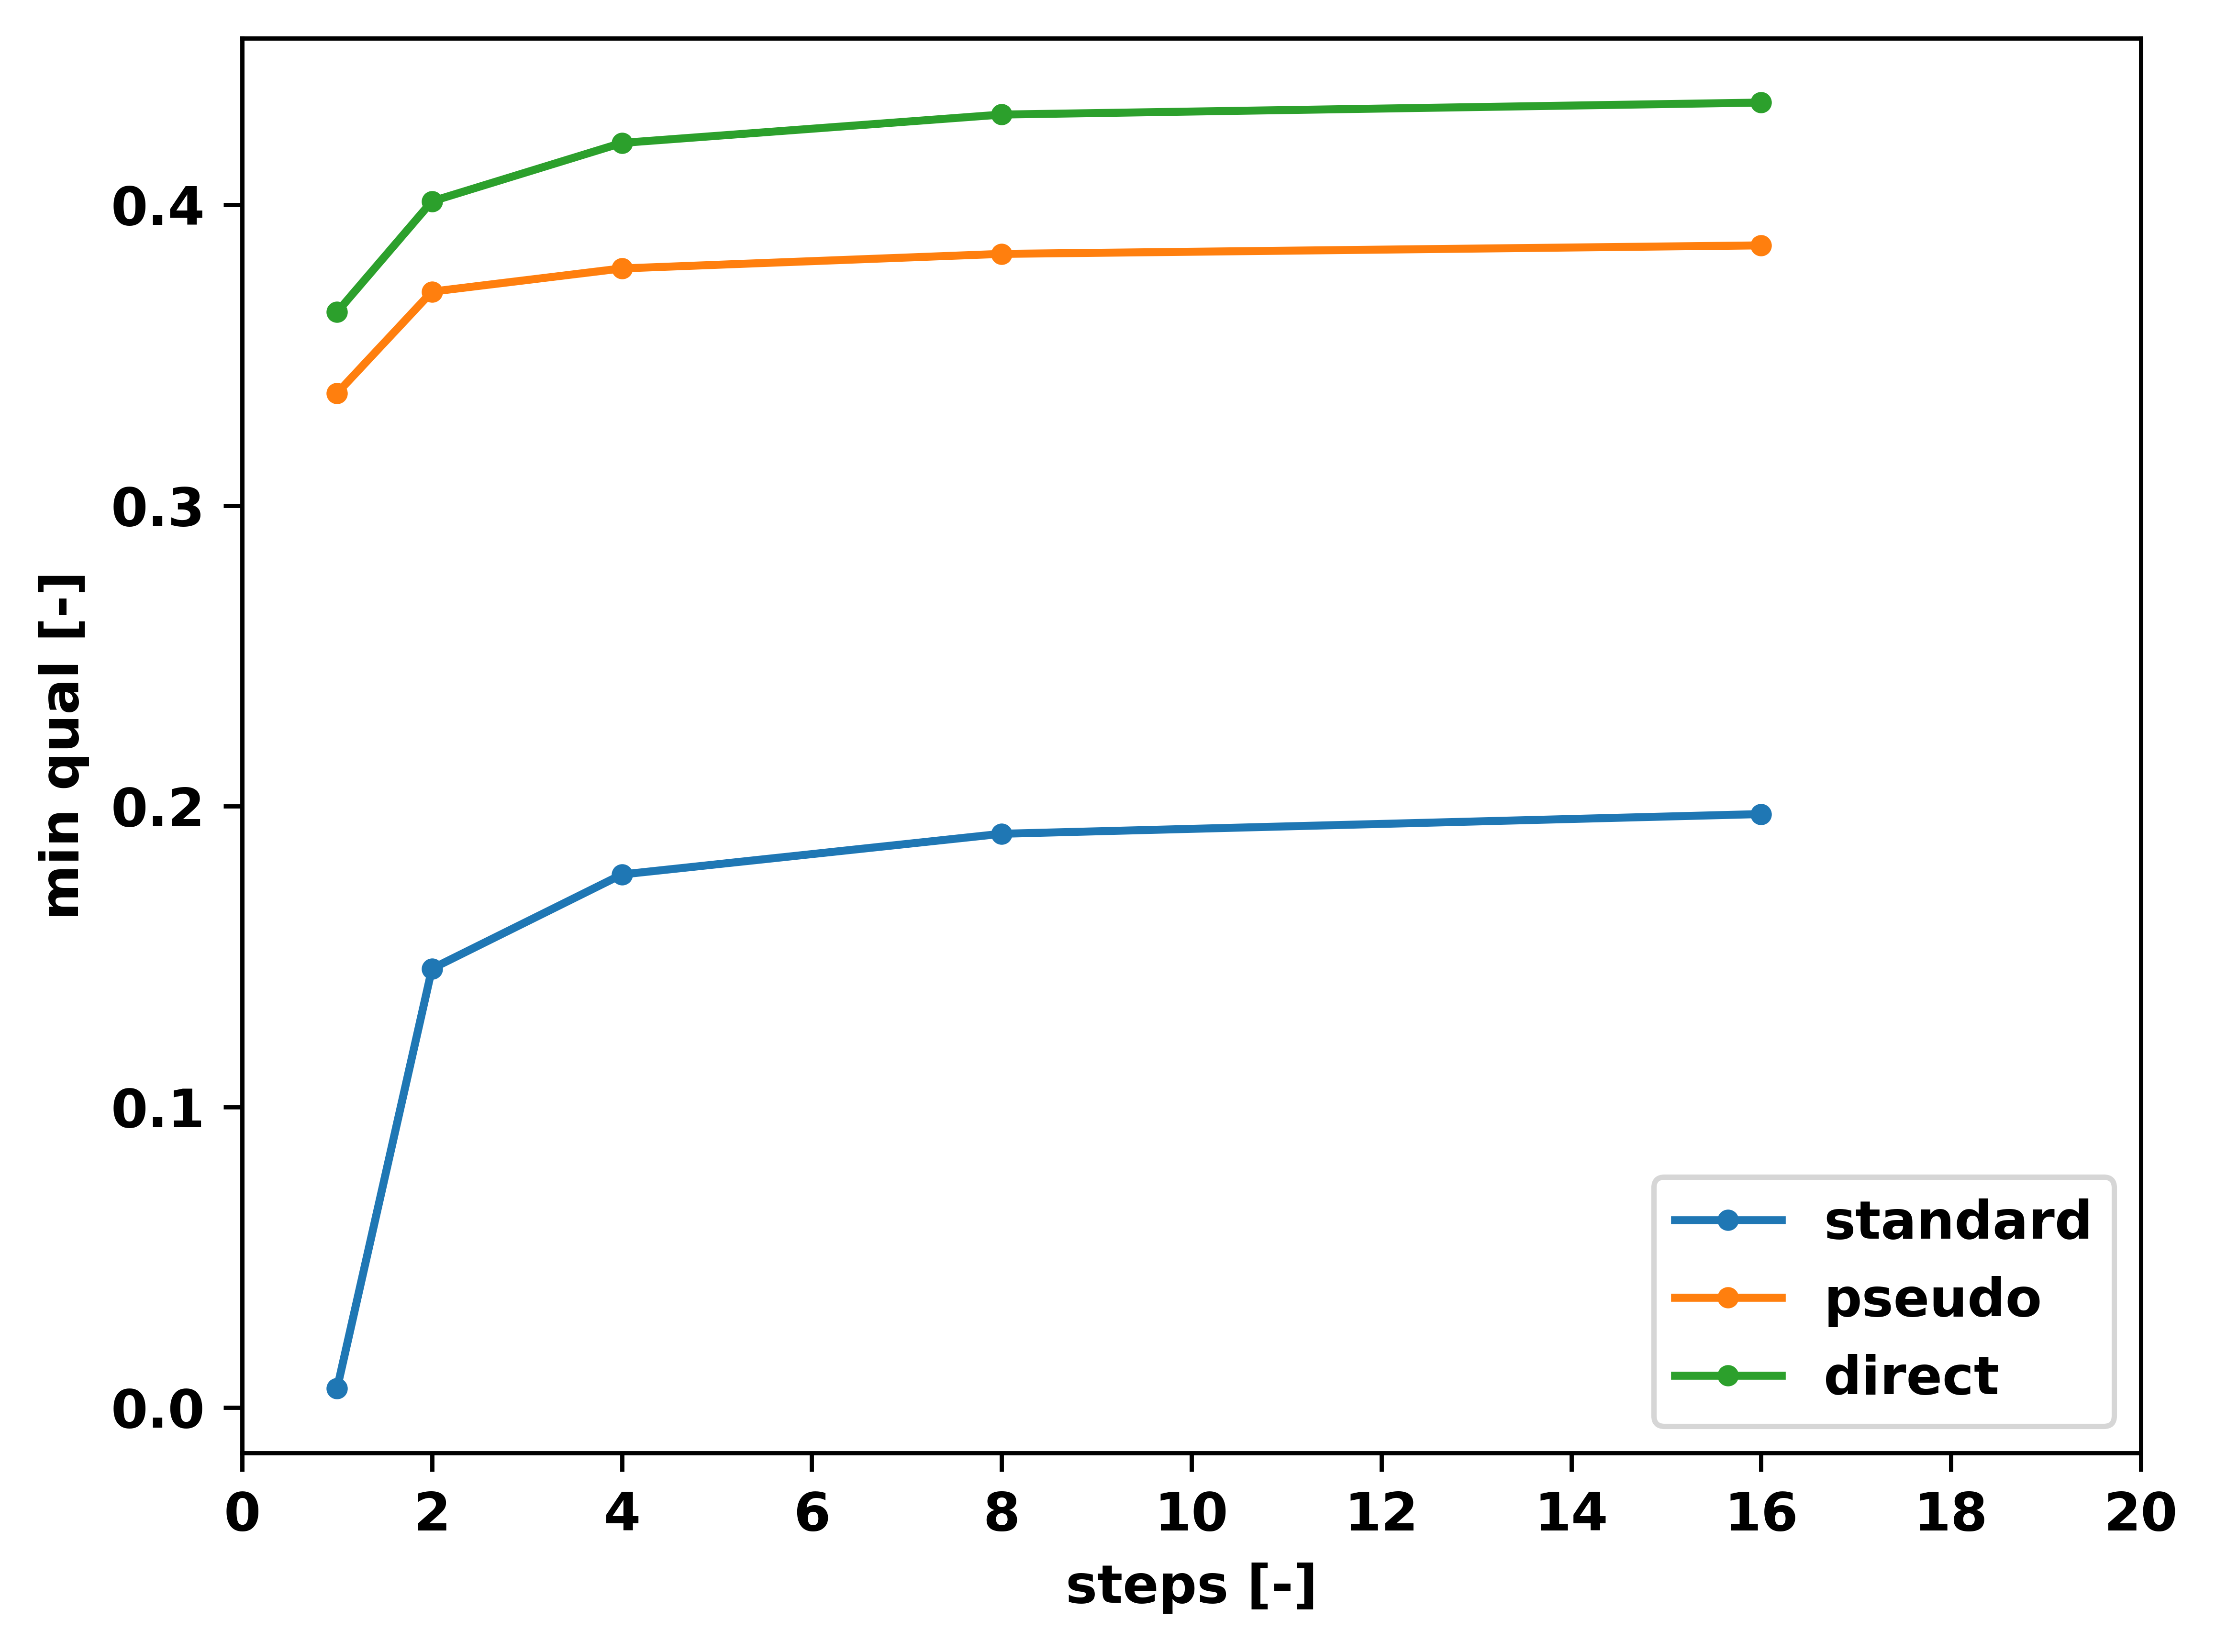 0.4
0.3
0.2
0.1
0.0
min qual [-]
0 2 4 6 8 10 12 14 16 18 20
steps [-]
standard
pseudo
direct